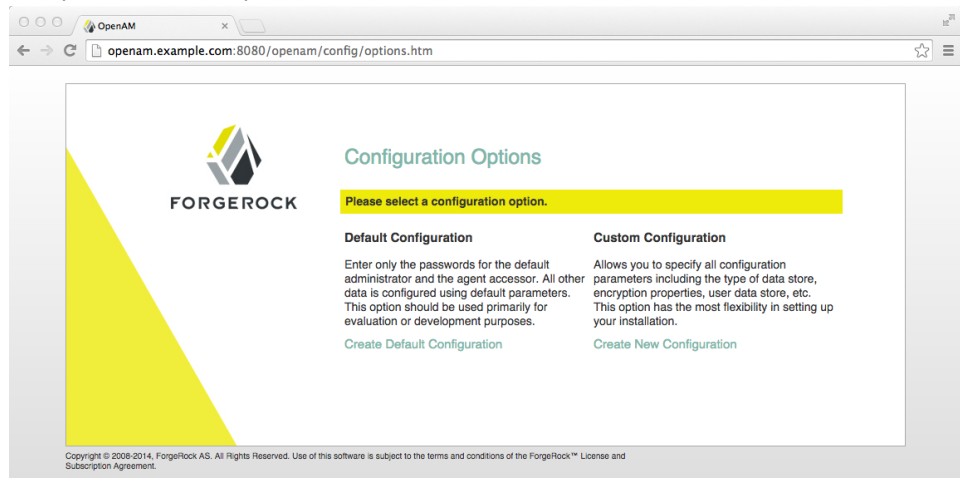 OpenAM
openam.example.com:8080/openam/config/options.htm
FORGEROCK
Configuration Options
Please select a configuration option.
Default Configuration
Enter only the passwords for the default
administrator and the agent accessor. All other
data is configured using default parameters.
This option should be used primarily for
evaluation or development purposes.
Create Default Configuration
Custom Configuration
Allows you to specify all configuration
parameters including the type of data store,
encryption properties, user data store, etc.
This option has the most flexibility in setting up
your installation.
Create New Configuration
Copyright © 2008-2014, ForgeRock AS. All Rights Reserved. Use of this software is subject to the terms and conditions of the ForgeRock™ License and
Subscription Agreement.